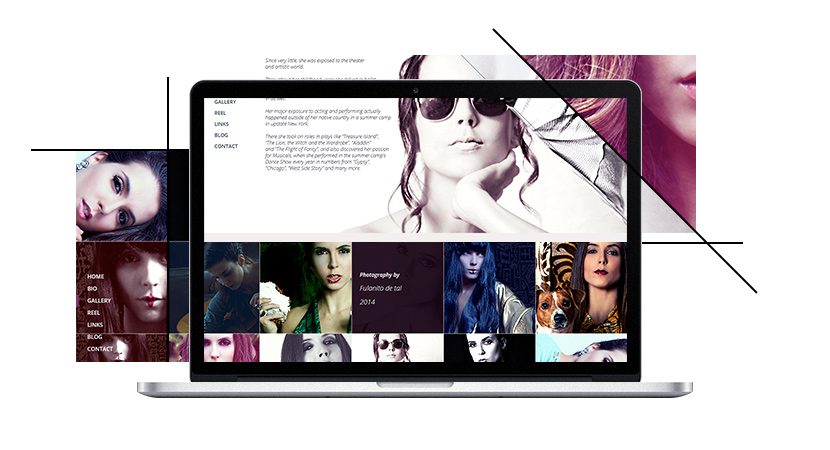 Since very little, she was exposed to the theater
and artistic world.
GALLERY
REEL
LINKS
BLOG
CONTACT
Her major exposure to acting and performing actually
happened outside of her native country in a summer camp
in upstate New York.
There she took on roles in plays like "Treasure Island",
"The Lion, the Witch and the Wardrobe", "Aladdin"
and "The Flight of Fancy", and also discovered her passion
for Musicals, when she performed in the summer camp's
Dance Show every year in numbers from "Gypsy",
"Chicago", "West Side Story" and many more.
HOME
BIO
GALLERY
REEL
LINKS
BLOG
CONTACT
Photography by
Fulanito de tal
2014